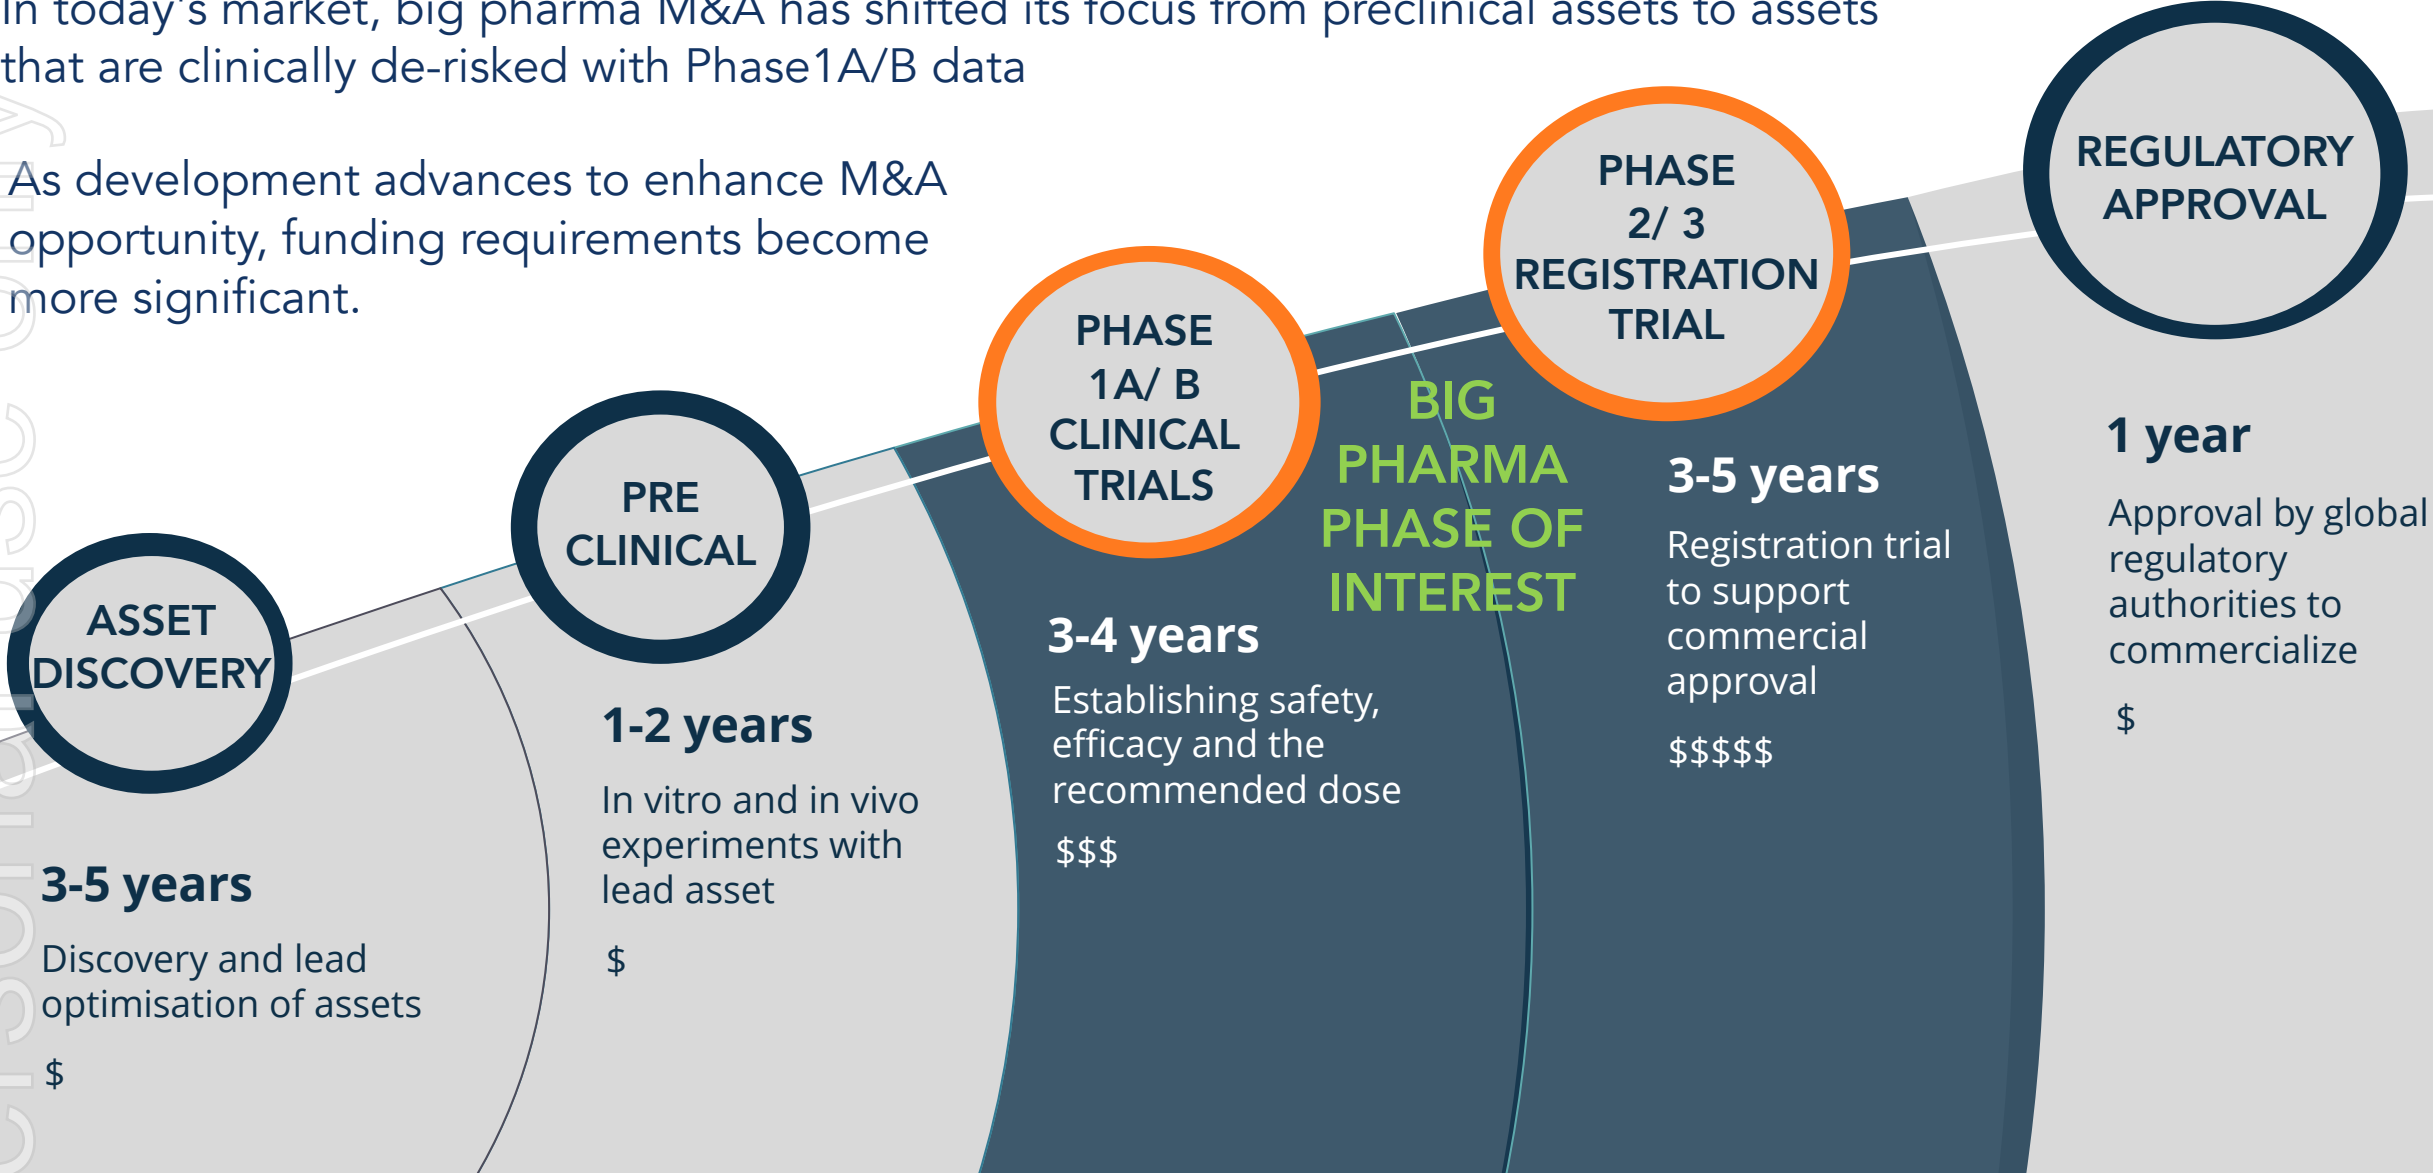 In today's market, big pharma M&A has shifted its focus from preclinical assets to assets
that are clinically de-risked with Phase1A/B data
As development advances to enhance M&A
opportunity, funding requirements become
more significant.
ASSET
DISCOVERY
3-5 years
Discovery and lead
optimisation of assets
$
PRE
CLINICAL
1-2 years
In vitro and in vivo
experiments with
lead asset
$
PHASE
1A/ B
CLINICAL
TRIALS
3-4 years
Establishing safety,
efficacy and the
recommended dose
$$$
BIG
PHARMA
PHASE OF
INTEREST
PHASE
2/ 3
REGISTRATION
TRIAL
3-5 years
Registration trial
to support
commercial
approval
$$$$$
REGULATORY
APPROVAL
1 year
Approval by global
regulatory
authorities to
commercialize
$